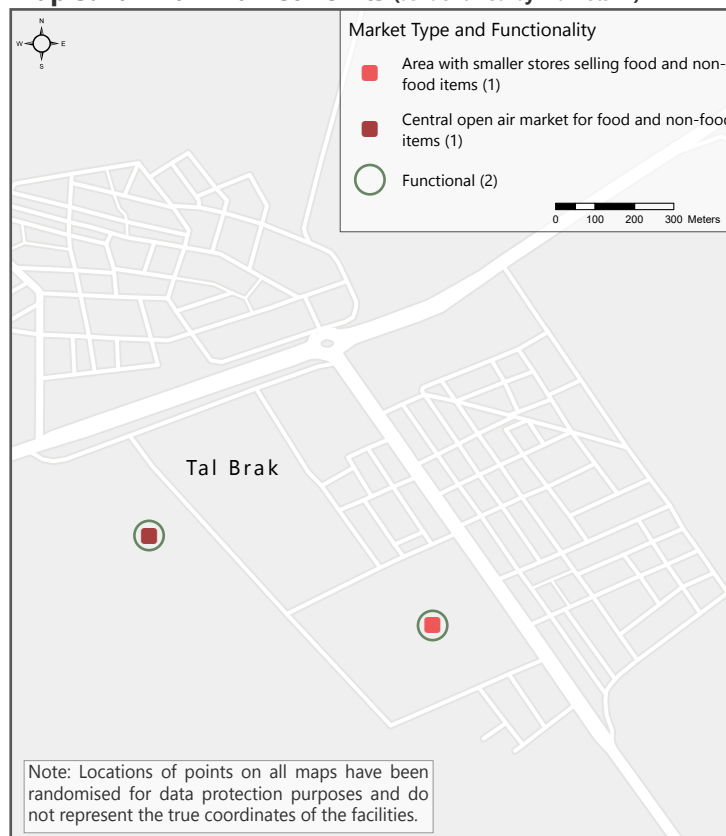 N
W E
S
Market Type and Functionality
Area with smaller stores selling food and non-
food items (1)
Central open air market for food and non-food
items (1)
Functional (2)
0 100 200 300 Meters
Tal Brak
Note: Locations of points on all maps have been
randomised for data protection purposes and do
not represent the true coordinates of the facilities.